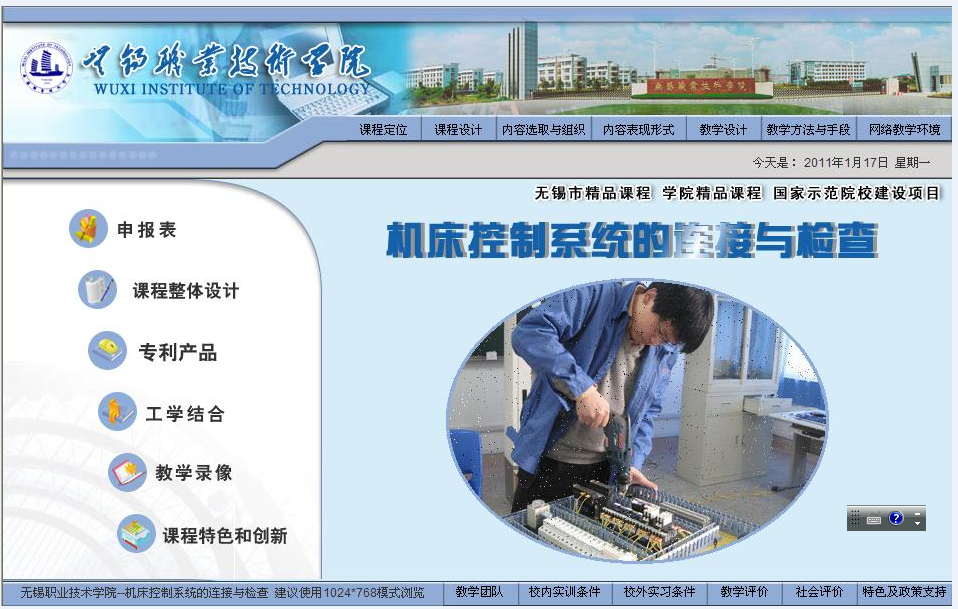 无锡职业技术学院
WUXI INSTITUTE OF TECHNOLOGY
课程定位 课程设计 内容选取与组织 内容表现形式 教学设计 教学方法与手段 网络教学环境
今天是： 2011年1月17日 星期一
无锡市精品课程 学院精品课程 国家示范院校建设项目
机床控制系统的连接与检查
申报表
课程整体设计
专利产品
工学结合
教学录像
课程特色和创新
无锡职业技术学院--机床控制系统的连接与检查 建议使用1024*768模式浏览 教学团队 校内实训条件 校外实习条件 教学评价 社会评价 特色及政策支持